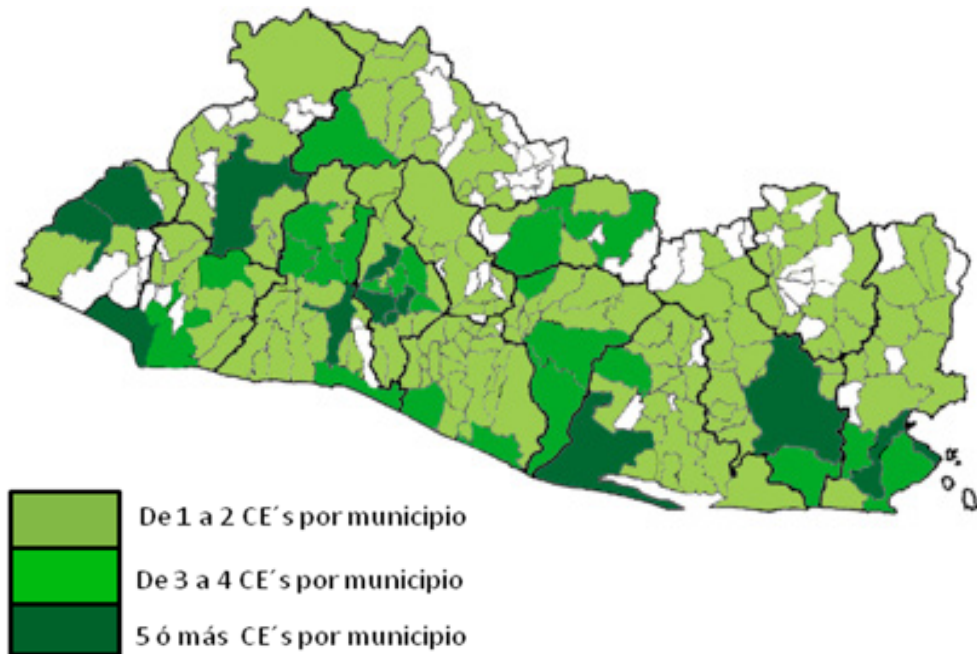 De 1 a 2 CE´s por municipio
De 3 a 4 CE´s por municipio
5 ó más  CE´s por municipio